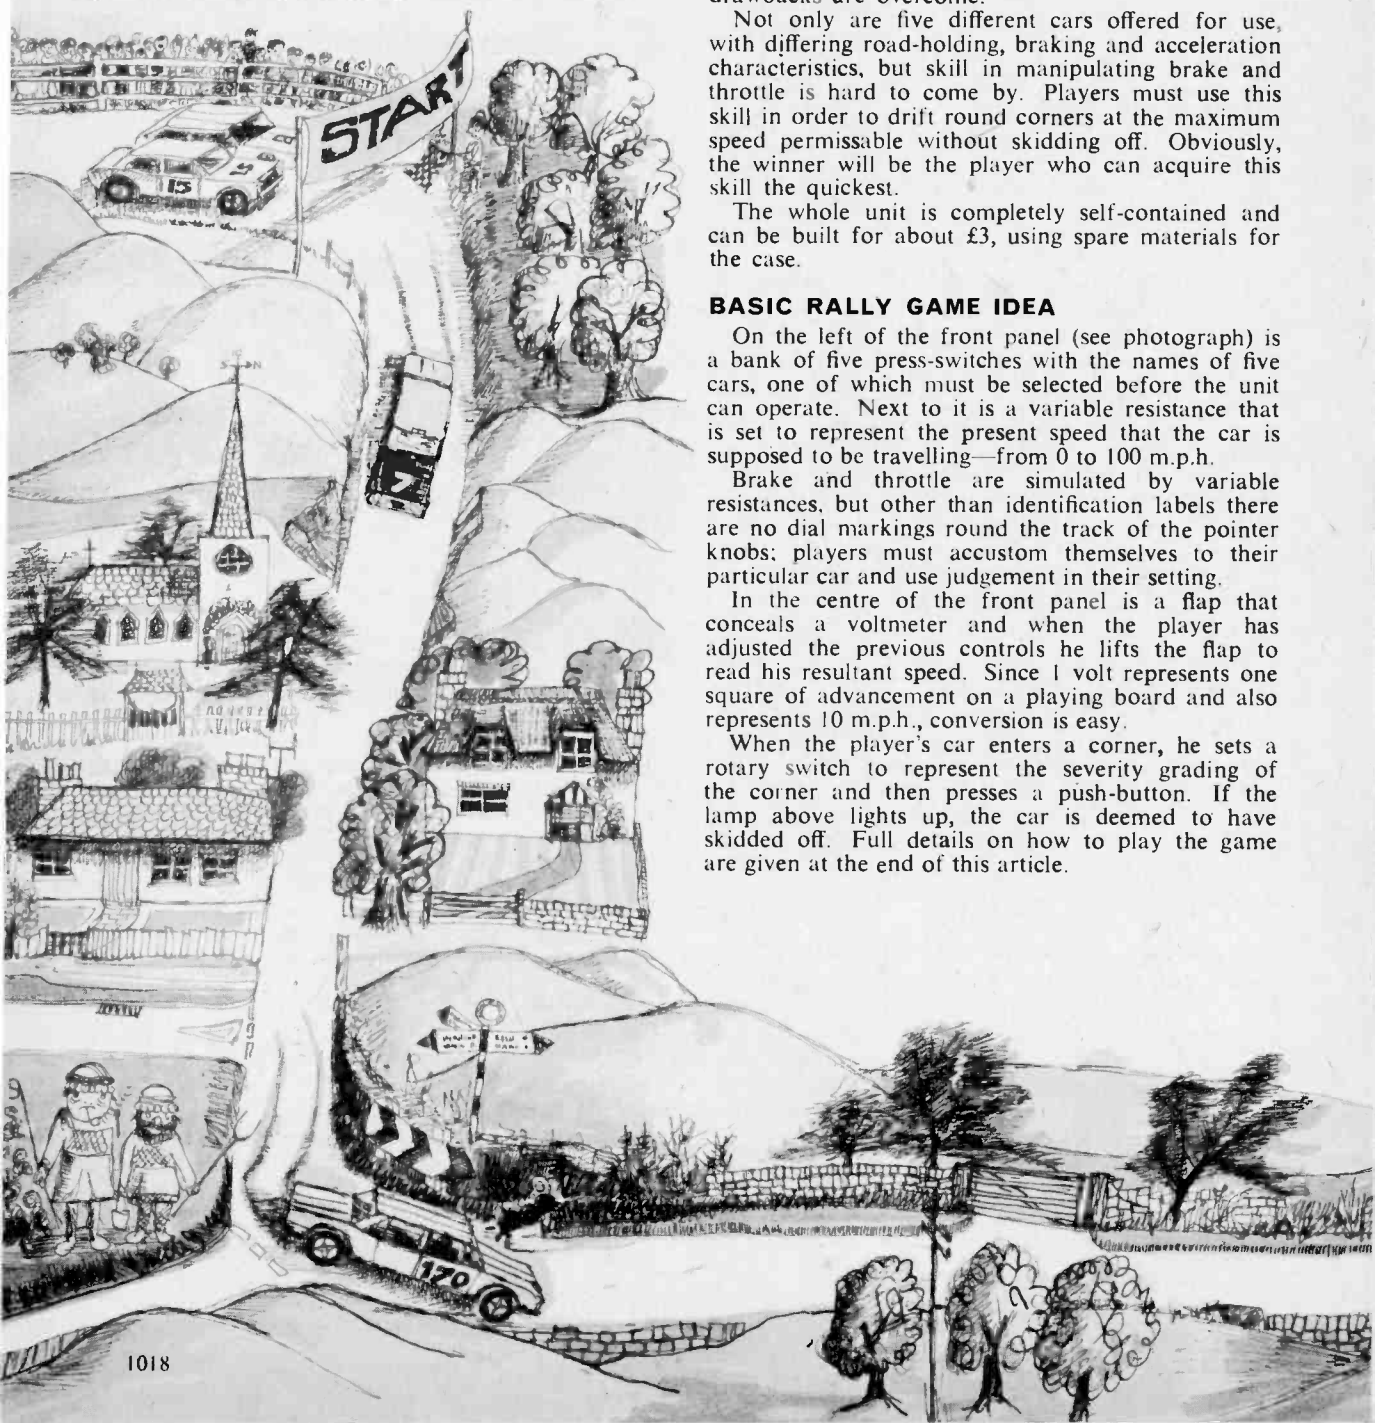 Not only are five different cars offered for use,
with differing road-holding, braking and acceleration
characteristics, but skill in manipulating brake and
throttle is hard to come by. Players must use this
skill in order to drift round corners at the maximum
speed permissable without skidding off. Obviously,
the winner will be the player who can acquire this
skill the quickest.
The whole unit is completely self-contained and
can be built for about £3, using spare materials for
the case.
BASIC RALLY GAME IDEA
On the left of the front panel (see photograph) is
a bank of five press-switches with the names of five
cars, one of which must be selected before the unit
can operate. Next to it is a variable resistance that
is set to represent the present speed that the car is
supposed to be travelling—from 0 to 100 m.p.h.
Brake and throttle are simulated by variable
resistances, but other than identification labels there
are no dial markings round the track of the pointer
knobs; players must accustom themselves to their
particular car and use judgement in their setting.
In the centre of the front panel is a flap that
conceals a voltmeter and when the player has
adjusted the previous controls he lifts the flap to
read his resultant speed. Since 1 volt represents one
square of advancement on a playing board and also
represents 10 m.p.h., conversion is easy.
When the player's car enters a corner, he sets a
rotary switch to represent the severity grading of
the corner and then presses a push-button. If the
lamp above lights up, the car is deemed to have
skidded off. Full details on how to play the game
are given at the end of this article.
START
15
S N
7
170
1018